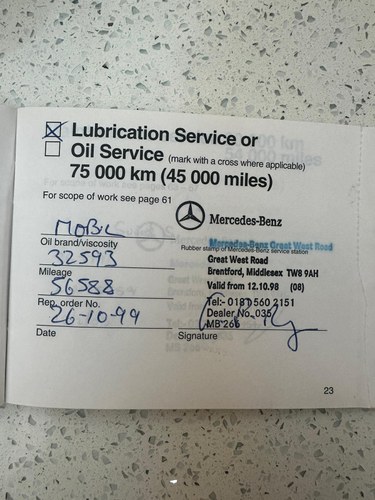 Lubrication Service or
Oil Service (mark with a cross where applicable)
75 000 km (45 000 miles)
For scope of work see page 61
Mercedes-Benz
MOBIL
Oil brand/viscosity
Rubber stamp of Mercedes-Benz service station
Mercedes-Benz Great West Road
Great West Road
Brentford, Middlesex TW8 9AH
32593
Mileage
Valid from 12.10.98 (08)
56588
Rep. order No.
Tel:- 0181 560 2151
Dealer No. 035
MB 266
26-10-99
Date
Signature
23